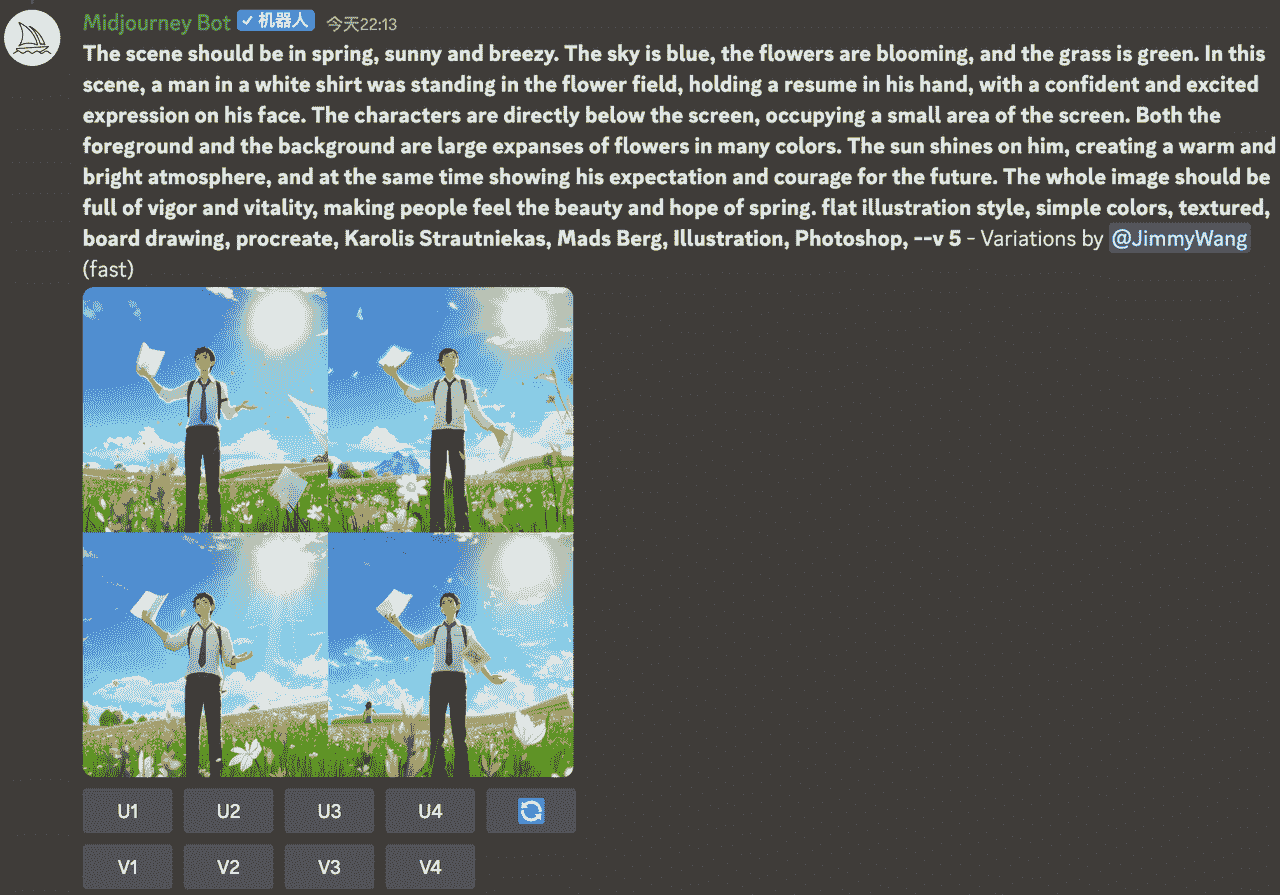 Midjourney Bot ✓机器人 今天22:13
The scene should be in spring, sunny and breezy. The sky is blue, the flowers are blooming, and the grass is green. In this
scene, a man in a white shirt was standing in the flower field, holding a resume in his hand, with a confident and excited
expression on his face. The characters are directly below the screen, occupying a small area of the screen. Both the
foreground and the background are large expanses of flowers in many colors. The sun shines on him, creating a warm and
bright atmosphere, and at the same time showing his expectation and courage for the future. The whole image should be
full of vigor and vitality, making people feel the beauty and hope of spring. flat illustration style, simple colors, textured,
board drawing, procreate, Karolis Strautniekas, Mads Berg, Illustration, Photoshop, --v 5 - Variations by @JimmyWang
(fast)
U1 U2 U3 U4
V1 V2 V3 V4